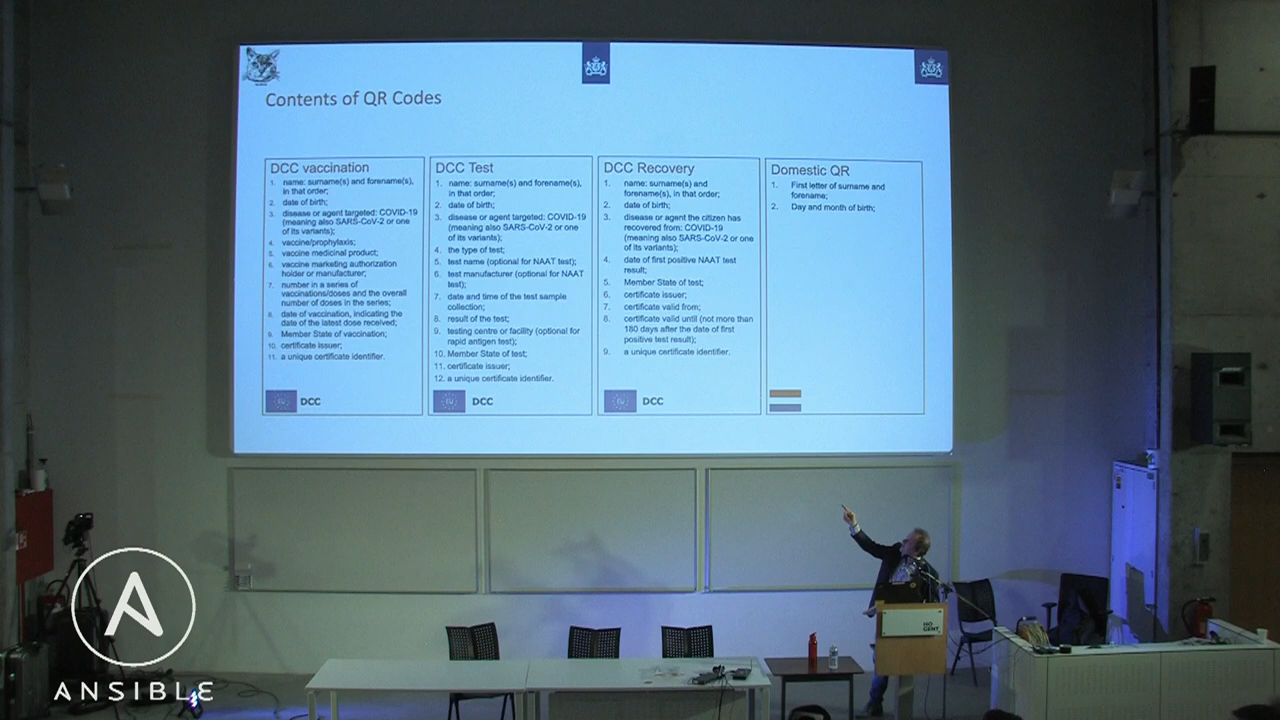 Contents of QR Codes
DCC vaccination
1. name: surname(s) and forename(s),
in that order;
2. date of birth;
3. disease or agent targeted: COVID-19
(meaning also SARS-CoV-2 or one
of its variants);
4. vaccine/prophylaxis;
5. vaccine medicinal product;
6. vaccine marketing authorization
holder or manufacturer;
7. number in a series of
vaccinations/doses and the overall
number of doses in the series;
8. date of vaccination, indicating the
date of the latest dose received;
9. Member State of vaccination;
10. certificate issuer;
11. a unique certificate identifier.
EU DCC
DCC Test
1. name: surname(s) and forename(s),
in that order;
2. date of birth;
3. disease or agent targeted: COVID-19
(meaning also SARS-CoV-2 or one
of its variants);
4. the type of test;
5. test name (optional for NAAT test);
6. test manufacturer (optional for NAAT
test);
7. date and time of the test sample
collection;
8. result of the test;
9. testing centre or facility (optional for
rapid antigen test);
10. Member State of test;
11. certificate issuer;
12. a unique certificate identifier.
EU DCC
DCC Recovery
1. name: surname(s) and
forename(s), in that order;
2. date of birth;
3. disease or agent the citizen has
recovered from: COVID-19
(meaning also SARS-CoV-2 or one
of its variants);
4. date of first positive NAAT test
result;
5. Member State of test;
6. certificate issuer;
7. certificate valid from;
8. certificate valid until (not more than
180 days after the date of first
positive test result);
9. a unique certificate identifier.
EU DCC
Domestic QR
1. First letter of surname and
forename;
2. Day and month of birth;
HO
GENT
ANSIBLE